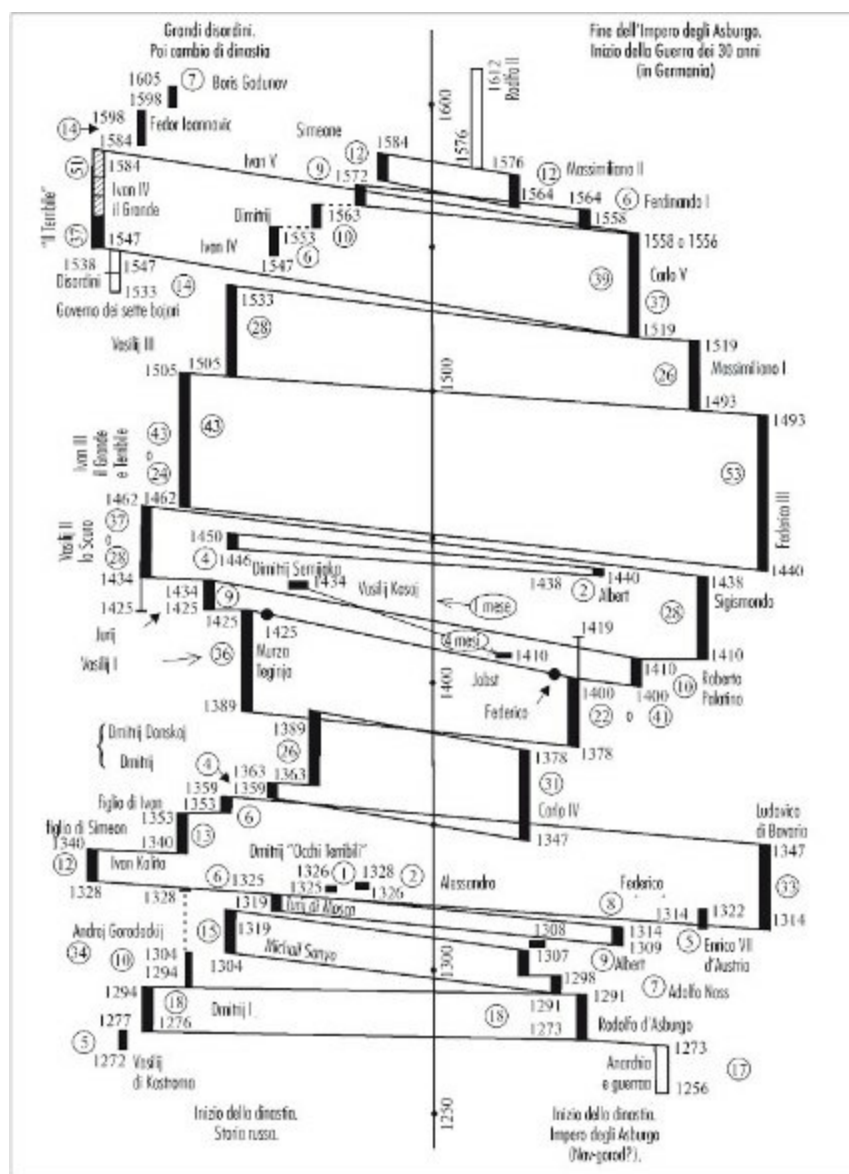 Grandi disordini.
Poi cambio di dinastia
Fine dell'Impero degli Asburgo.
Inizio della Guerra dei 30 anni
(in Germania)
1605 7 Boris Godunov
1598
1612
Rodlfo II
1576
1600
1598
14
1584
Fedor Ioannovic
Simeone
1584
12
1576
12
Massimiliano II
1564
Ivan V
9
1572
51
1584
Ivan IV
il Grande
"Il Terribile"
37
1547
1564
6
Ferdinando I
1558
Dimitrij
1563
10
1553
6
1547
Ivan IV
1558 o 1556
Carlo V
39
37
1519
1538
1547
Disordini
1533
14
Governo dei sette bojari
1533
28
Vasilij III
1505
1505
1519
Massimiliano I
26
1493
1500
1493
Ivan III
il Grande
e Terribile
43
o
24
43
53
Federico III
1462
1462
1440
Vasilij II
lo Scuro
37
o
28
1434
1425
1450
4
1446
Dimitrij Semijaka
1434
Vasilij Kosoj
1438
1440
2
Albert
1438
Sigismondo
28
1410
1 mese
4 mesi
1434
1425
9
1425
Jurij
Vasilij I
36
1425
Murza
Teginja
1389
1419
1410
Jobst
1410
10
Roberto
Palatino
1400
Federico
1400
22
o
41
1400
1378
Dmitrij Donskoj
Dmitrij
1389
26
4
1363
1363
1359
1359
1353
6
figlio di Ivan
1378
31
Carlo IV
1347
1353
13
1340
figlio di Simeon
1340
12
Ivan Kalita
1328
1328
Ludovico
di Bavaria
1347
33
1314
Dmitrij "Occhi Terribili"
6
1325
1326
1
1328
2
1325
1326
Alessandro
Federico
8
1314
1322
5
Enrico VII
d'Austria
1319
Jurij di Mosca
1319
15
1304
Michail Sanyo
1308
1307
1314
1309
9
Albert
1298
7
Adolfo Nass
1291
Andrej Gorodeckij
34
10
1304
1294
1300
1294
18
1276
Dmitrij I
18
1291
1273
Rodolfo d'Asburgo
1277
5
1272
Vasilij
di Kostroma
1273
17
1256
Anarchia
e guerraa
1250
Inizio della dinastia.
Storia russa.
Inizio della dinastia.
Impero degli Asburgo
(Nov-gorod?).